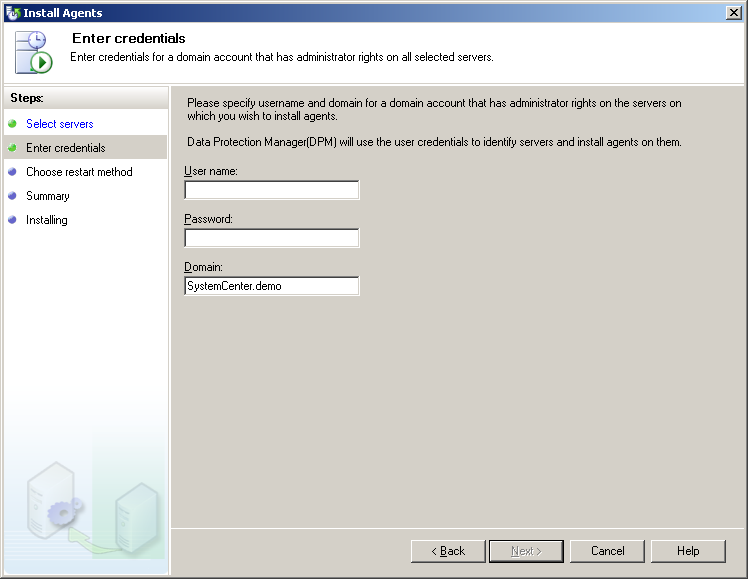 Install Agents
Enter credentials
Enter credentials for a domain account that has administrator rights on all selected servers.
Steps:
Select servers
Enter credentials
Choose restart method
Summary
Installing
Please specify username and domain for a domain account that has administrator rights on the servers on
which you wish to install agents.
Data Protection Manager(DPM) will use the user credentials to identify servers and install agents on them.
User name:
Password:
Domain:
SystemCenter.demo
< Back
Next >
Cancel
Help